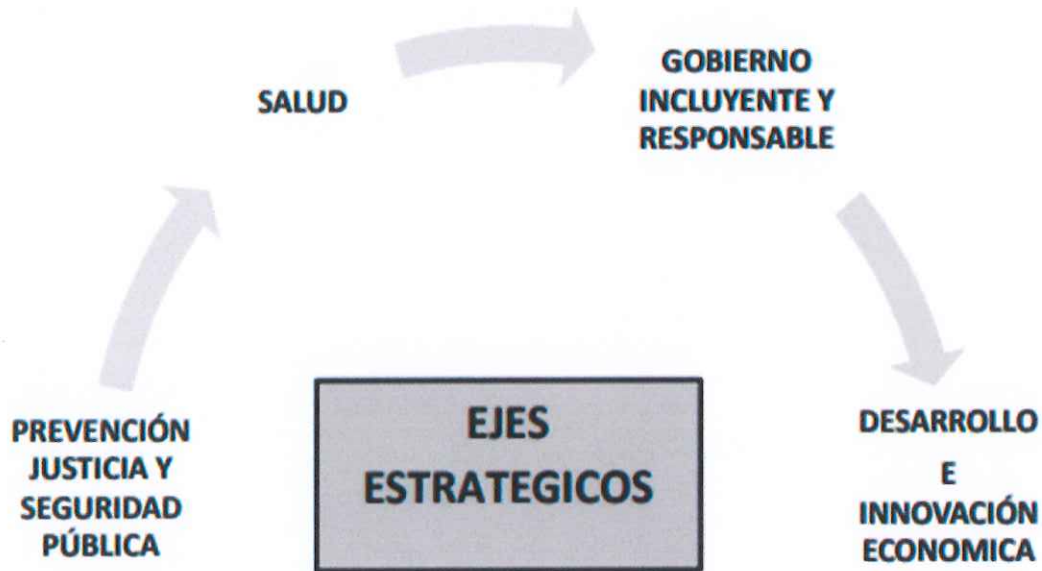 SALUD
GOBIERNO
INCLUYENTE Y
RESPONSABLE
PREVENCIÓN
JUSTICIA Y
SEGURIDAD
PÚBLICA
EJES
ESTRATEGICOS
DESARROLLO
E
INNOVACIÓN
ECONOMICA